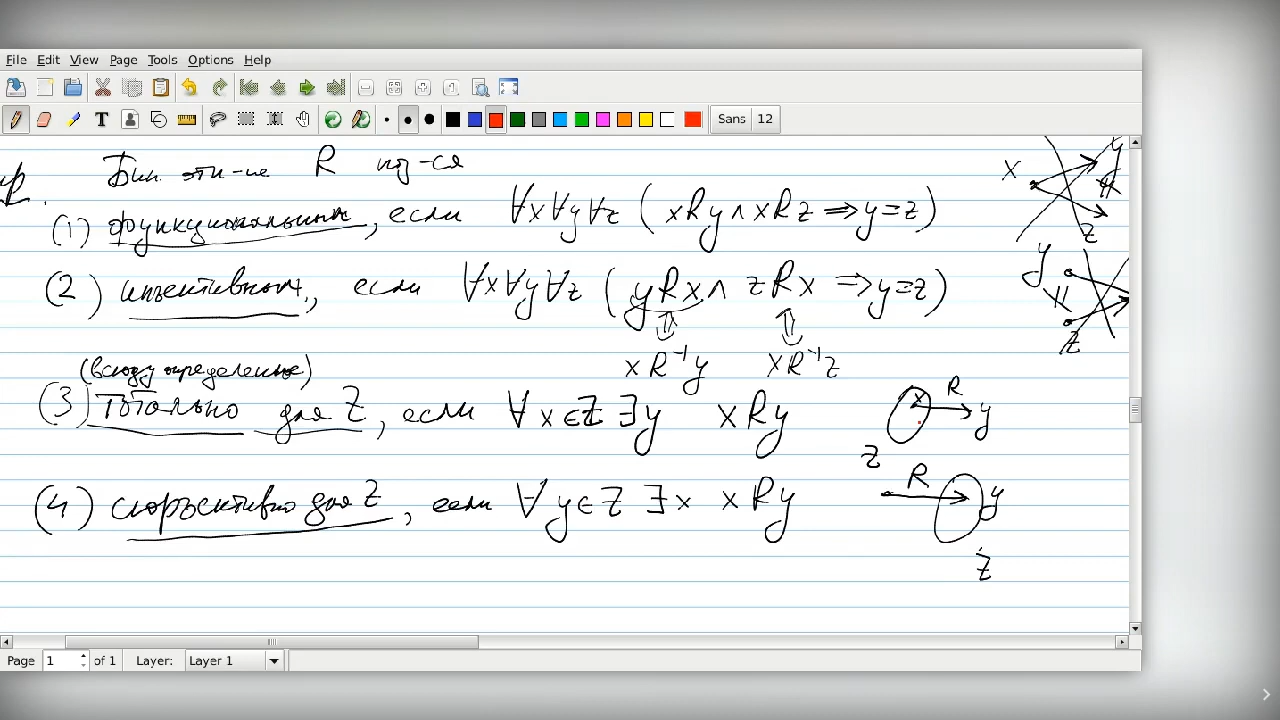 File Edit View Page Tools Options Help
Sans 12
Бин. отн-ие R наз-ся
(1) функциональным, если ∀x∀y∀z (xRy ∧ xRz ⇒ y=z)
(2) инъективным, если ∀x∀y∀z (yRx ∧ zRx ⇒ y=z)
⇕ ⇕
xR⁻¹y xR⁻¹z
(всюду определенное)
(3) тотально для Z, если ∀x∈Z ∃y xRy
(4) сюръективно для Z, если ∀y∈Z ∃x xRy
x y
z
y
z
x R y
Z
R y
Z
Page 1 of 1 Layer: Layer 1